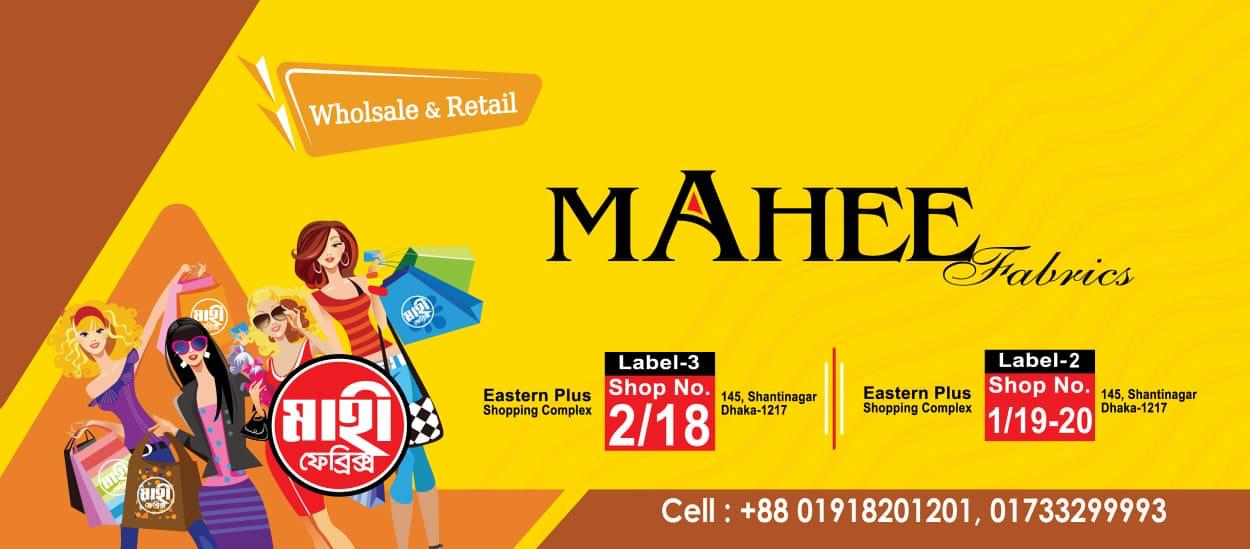 Wholsale & Retail
MAHEE
Fabrics
Label-3
Eastern Plus
Shopping Complex
Shop No.
2/18
145, Shantinagar
Dhaka-1217
Label-2
Eastern Plus
Shopping Complex
Shop No.
1/19-20
145, Shantinagar
Dhaka-1217
মাহী
ফেব্রিক্স
মাহী
ফেব্রিক্স
মাহী
ফেব্রিক্স
মাহী
মাহী
ফেব্রিক্স
Cell : +88 01918201201, 01733299993